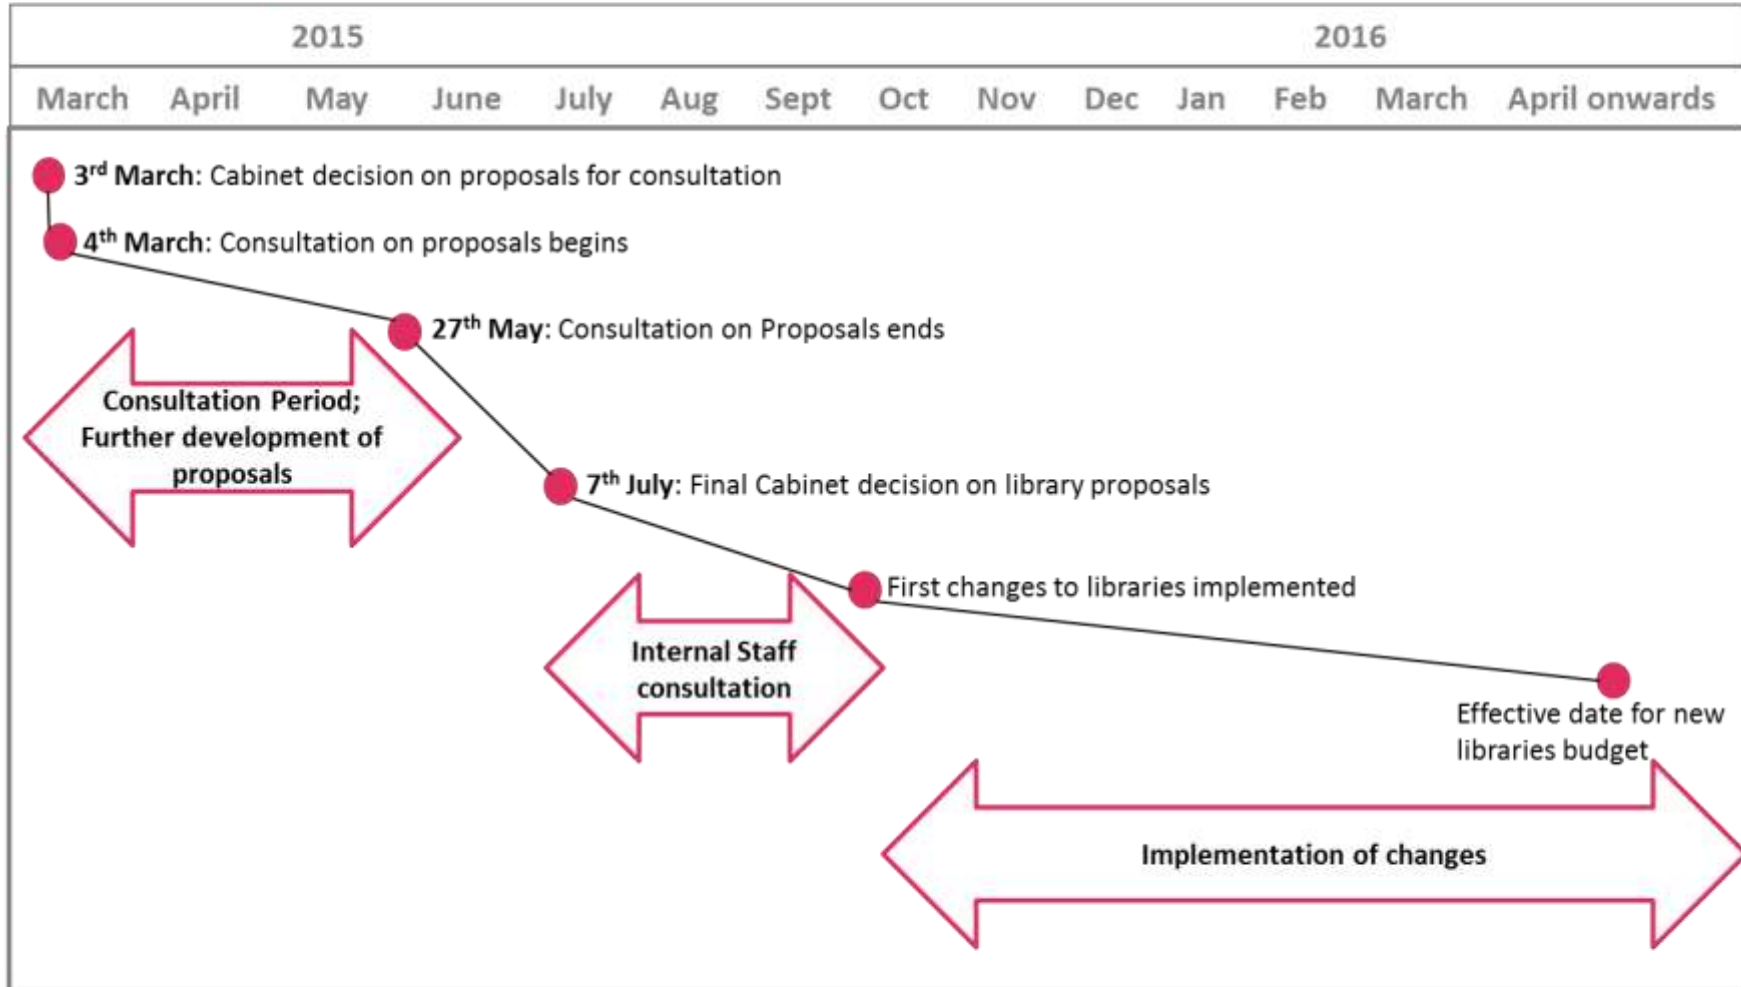 2015 2016
March April May June July Aug Sept Oct Nov Dec Jan Feb March April onwards
3rd March: Cabinet decision on proposals for consultation
4th March: Consultation on proposals begins
27th May: Consultation on Proposals ends
Consultation Period;
Further development of
proposals
7th July: Final Cabinet decision on library proposals
First changes to libraries implemented
Internal Staff
consultation
Effective date for new
libraries budget
Implementation of changes